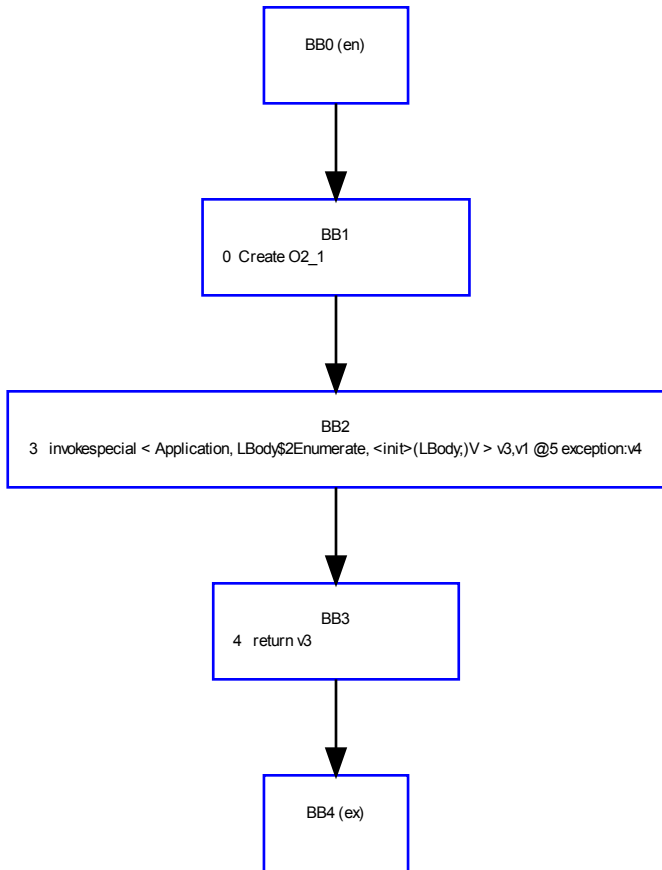 BB0 (en)
BB1
0 Create O2_1
BB2
3 invokespecial < Application, LBody$2Enumerate, <init>(LBody;)V > v3,v1 @5 exception:v4
BB3
4 return v3
BB4 (ex)